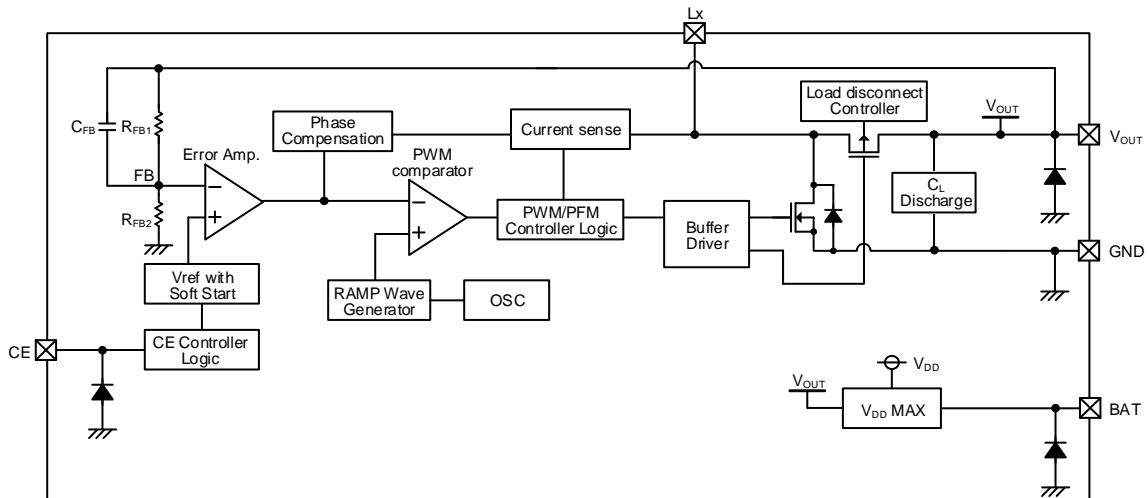 Lx
Load disconnect
Controller
VOUT
CFB
RFB1
Phase
Compensation
Current sense
VOUT
Error Amp.
PWM
comparator
FB
CL
Discharge
RFB2
PWM/PFM
Controller Logic
Buffer
Driver
GND
Vref with
Soft Start
RAMP Wave
Generator
OSC
CE
CE Controller
Logic
VDD
VOUT
VDD MAX
BAT